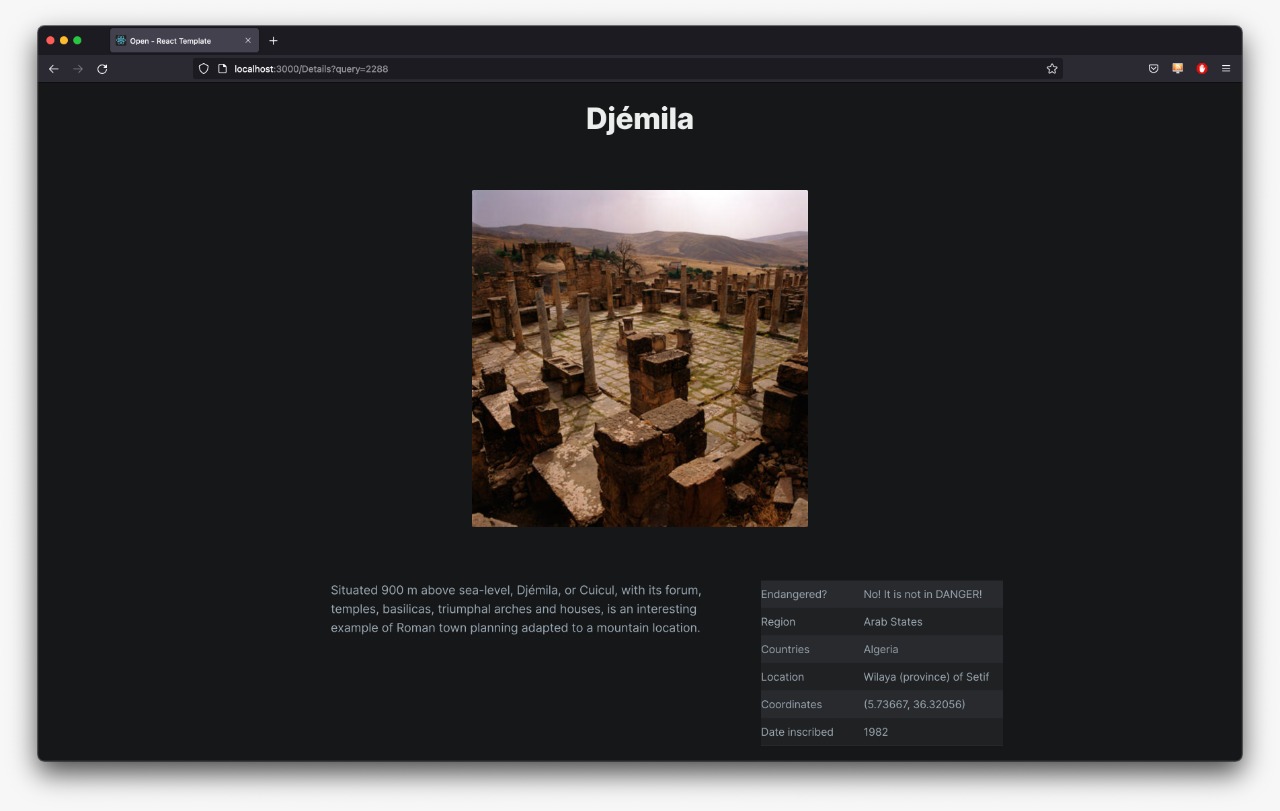 Open - React Template
localhost:3000/Details?query=2288
Djémila
Situated 900 m above sea-level, Djémila, or Cuicul, with its forum,
temples, basilicas, triumphal arches and houses, is an interesting
example of Roman town planning adapted to a mountain location.
Endangered? No! It is not in DANGER!
Region Arab States
Countries Algeria
Location Wilaya (province) of Setif
Coordinates (5.73667, 36.32056)
Date inscribed 1982